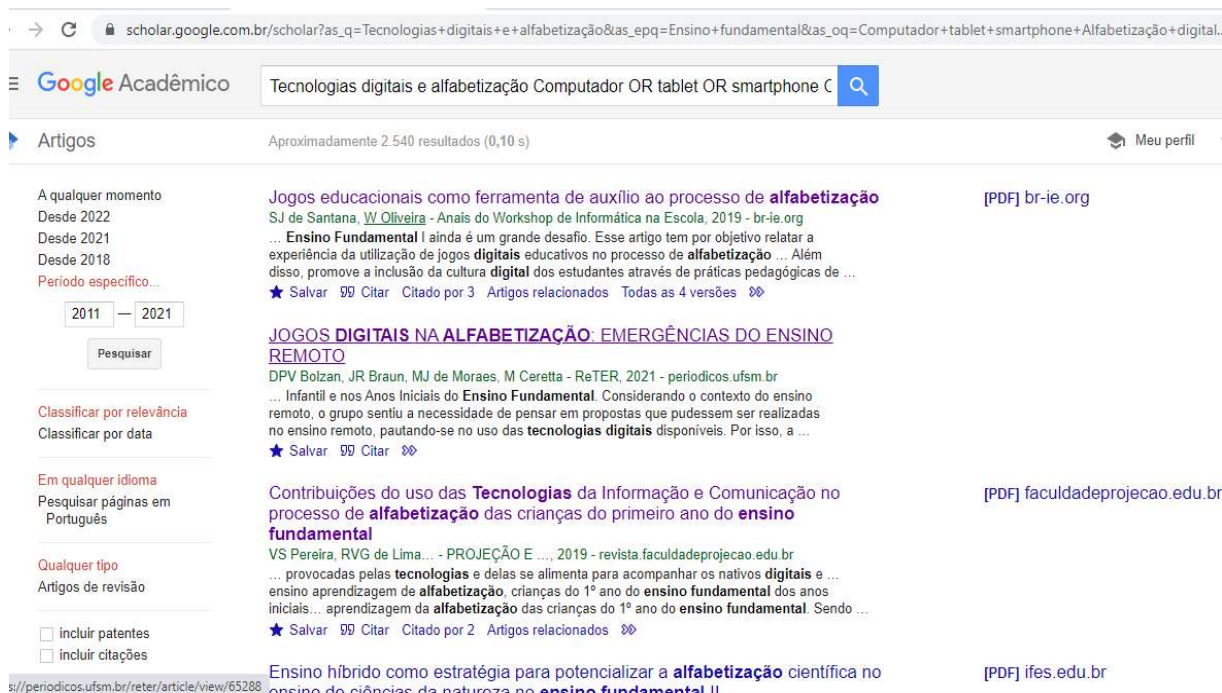 scholar.google.com.br/scholar?as_q=Tecnologias+digitais+e+alfabetização&as_epq=Ensino+fundamental&as_oq=Computador+tablet+smartphone+Alfabetização+digital...
Google Acadêmico
Tecnologias digitais e alfabetização Computador OR tablet OR smartphone C
Artigos
Aproximadamente 2.540 resultados (0,10 s)
Meu perfil
A qualquer momento
Desde 2022
Desde 2021
Desde 2018
Período específico...
2011 — 2021
Pesquisar
Classificar por relevância
Classificar por data
Em qualquer idioma
Pesquisar páginas em
Português
Qualquer tipo
Artigos de revisão
incluir patentes
incluir citações
Jogos educacionais como ferramenta de auxílio ao processo de alfabetização
[PDF] br-ie.org
SJ de Santana, W Oliveira - Anais do Workshop de Informática na Escola, 2019 - br-ie.org
... Ensino Fundamental I ainda é um grande desafio. Esse artigo tem por objetivo relatar a
experiência da utilização de jogos digitais educativos no processo de alfabetização ... Além
disso, promove a inclusão da cultura digital dos estudantes através de práticas pedagógicas de ...
Salvar Citar Citado por 3 Artigos relacionados Todas as 4 versões
JOGOS DIGITAIS NA ALFABETIZAÇÃO: EMERGÊNCIAS DO ENSINO
REMOTO
DPV Bolzan, JR Braun, MJ de Moraes, M Ceretta - ReTER, 2021 - periodicos.ufsm.br
... Infantil e nos Anos Iniciais do Ensino Fundamental. Considerando o contexto do ensino
remoto, o grupo sentiu a necessidade de pensar em propostas que pudessem ser realizadas
no ensino remoto, pautando-se no uso das tecnologias digitais disponíveis. Por isso, a ...
Salvar Citar
Contribuições do uso das Tecnologias da Informação e Comunicação no
processo de alfabetização das crianças do primeiro ano do ensino
fundamental
[PDF] faculdadeprojecao.edu.br
VS Pereira, RVG de Lima... - PROJEÇÃO E ..., 2019 - revista.faculdadeprojecao.edu.br
... provocadas pelas tecnologias e delas se alimenta para acompanhar os nativos digitais e ...
ensino aprendizagem de alfabetização, crianças do 1º ano do ensino fundamental dos anos
iniciais... aprendizagem da alfabetização das crianças do 1º ano do ensino fundamental. Sendo ...
Salvar Citar Citado por 2 Artigos relacionados
Ensino híbrido como estratégia para potencializar a alfabetização científica no
ensino de ciências da natureza no ensino fundamental II
[PDF] ifes.edu.br
s://periodicos.ufsm.br/reter/article/view/65288